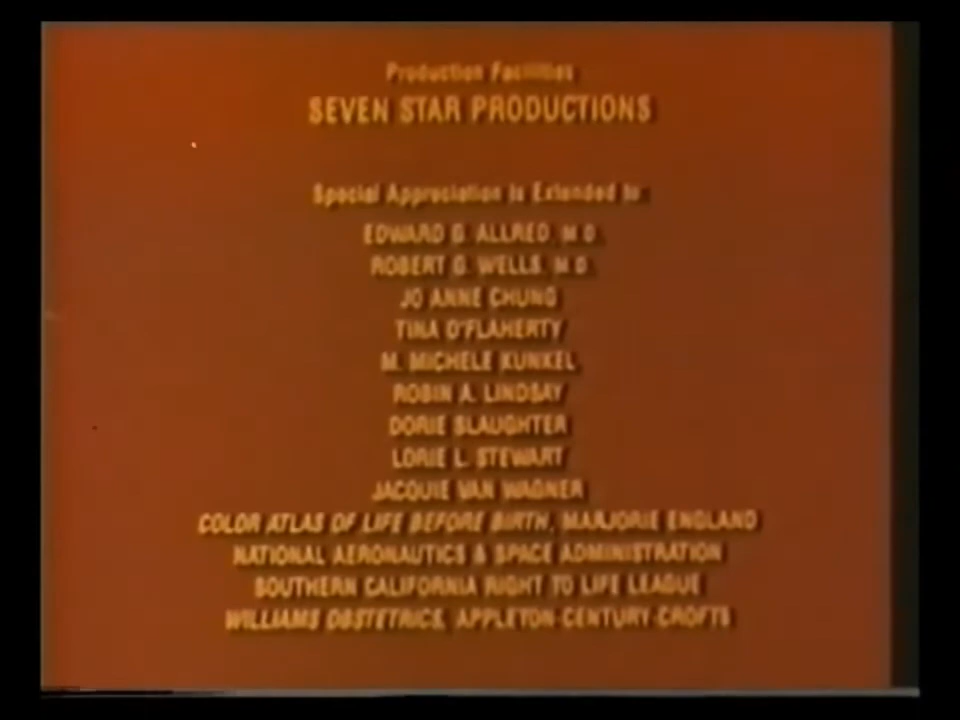 Production Facilities
SEVEN STAR PRODUCTIONS
Special Appreciation is Extended to
EDWARD G. ALLRED, M.D.
ROBERT G. WELLS, M.D.
JO ANNE CHUNG
TINA O'FLAHERTY
M. MICHELE KUNKEL
ROBIN A. LINDSAY
DORIE SLAUGHTER
LORIE L. STEWART
JACQUIE VAN WAGNER
COLOR ATLAS OF LIFE BEFORE BIRTH, MARJORIE ENGLAND
NATIONAL AERONAUTICS & SPACE ADMINISTRATION
SOUTHERN CALIFORNIA RIGHT TO LIFE LEAGUE
WILLIAMS OBSTETRICS, APPLETON-CENTURY-CROFTS